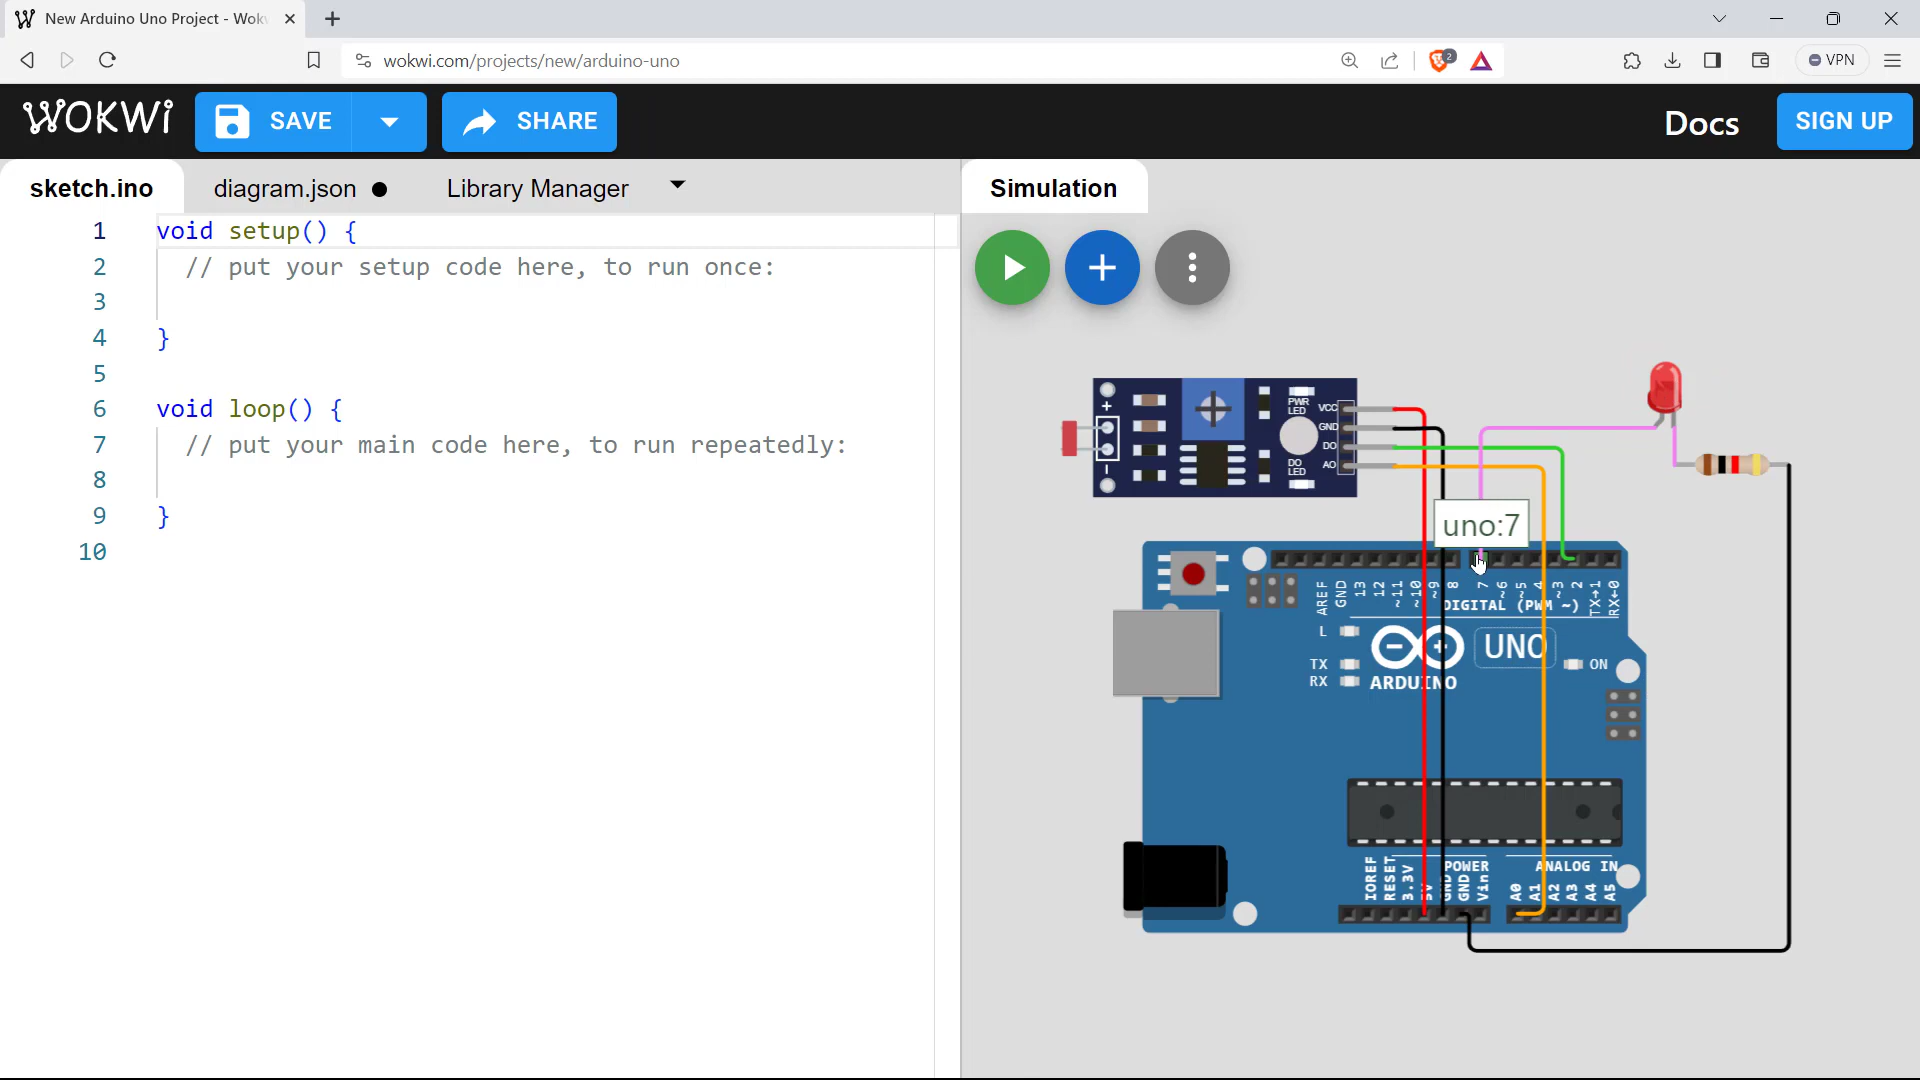 New Arduino Uno Project - Wok
wokwi.com/projects/new/arduino-uno
2
VPN
WOKWi
SAVE
SHARE
Docs
SIGN UP
sketch.ino
diagram.json
Library Manager
Simulation
1 void setup() {
2 // put your setup code here, to run once:
3
4 }
5
6 void loop() {
7 // put your main code here, to run repeatedly:
8
9 }
10
+
PWR
LED
VCC
GND
DO
AO
DO
LED
uno:7
AREF
GND
13
12
~11
~10
~9
8
7
~6
~5
4
~3
2
TX→1
RX←0
DIGITAL (PWM ~)
L
TX
RX
UNO
ON
ARDUINO
POWER
ANALOG IN
IOREF
RESET
3.3V
5V
GND
GND
Vin
A0
A1
A2
A3
A4
A5